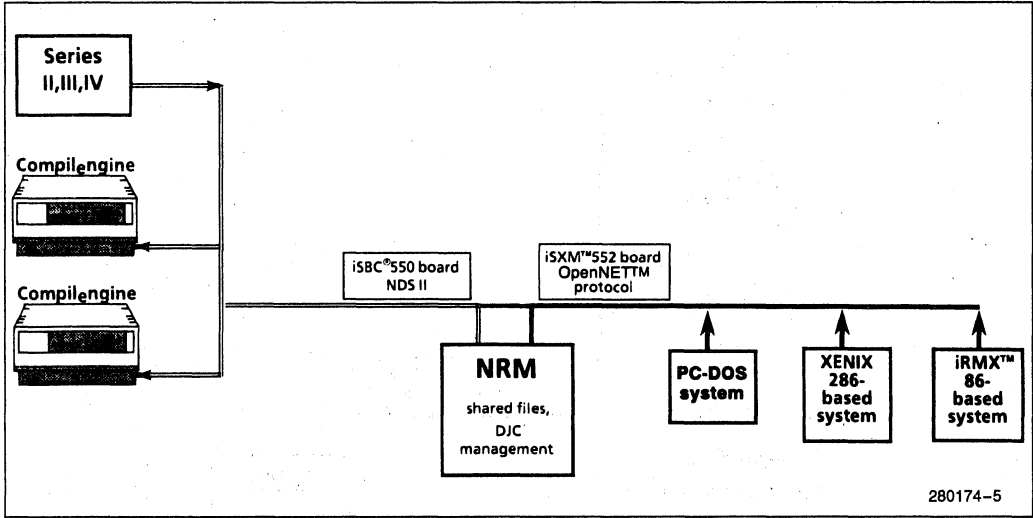 Series
II,III,IV
Compilengine
Compilengine
iSBC®550 board
NDS II
iSXM™552 board
OpenNET™
protocol
NRM
shared files,
DJC
management
PC-DOS
system
XENIX
286-
based
system
iRMX™
86-
based
system
280174–5